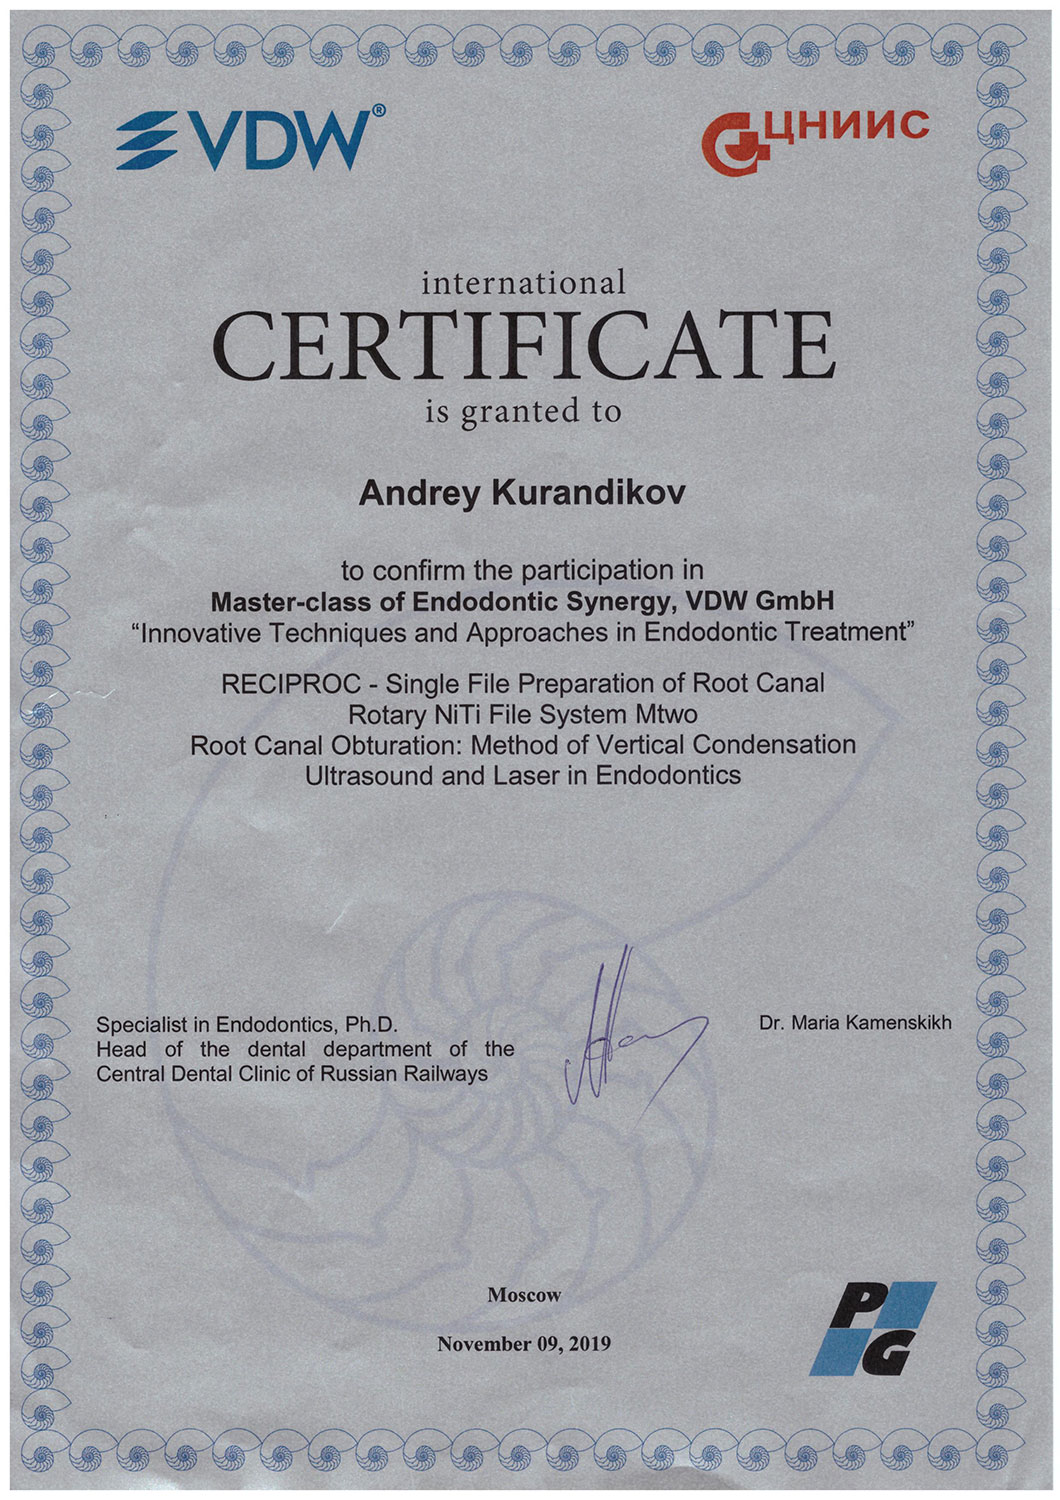 VDW®
ЦНИИС
international
CERTIFICATE
is granted to
Andrey Kurandikov
to confirm the participation in
Master-class of Endodontic Synergy, VDW GmbH
“Innovative Techniques and Approaches in Endodontic Treatment”
RECIPROC - Single File Preparation of Root Canal
Rotary NiTi File System Mtwo
Root Canal Obturation: Method of Vertical Condensation
Ultrasound and Laser in Endodontics
Specialist in Endodontics, Ph.D.
Head of the dental department of the
Central Dental Clinic of Russian Railways
Dr. Maria Kamenskikh
Moscow
November 09, 2019
P
G